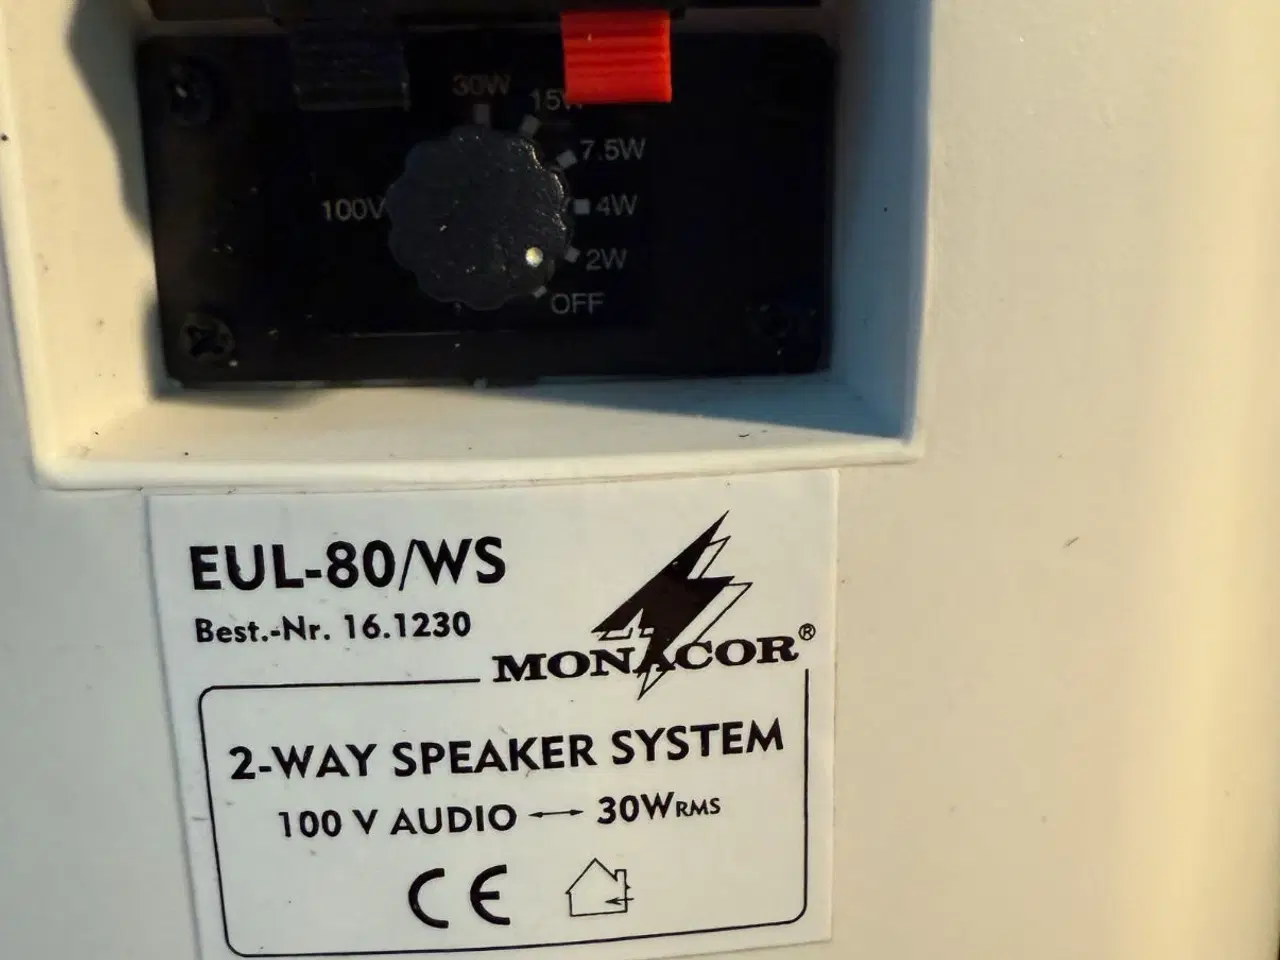 30W
15W
7.5W
100V
4W
2W
OFF
EUL-80/WS
Best.-Nr. 16.1230
MONACOR®
2-WAY SPEAKER SYSTEM
100 V AUDIO ⟷ 30WRMS
CE